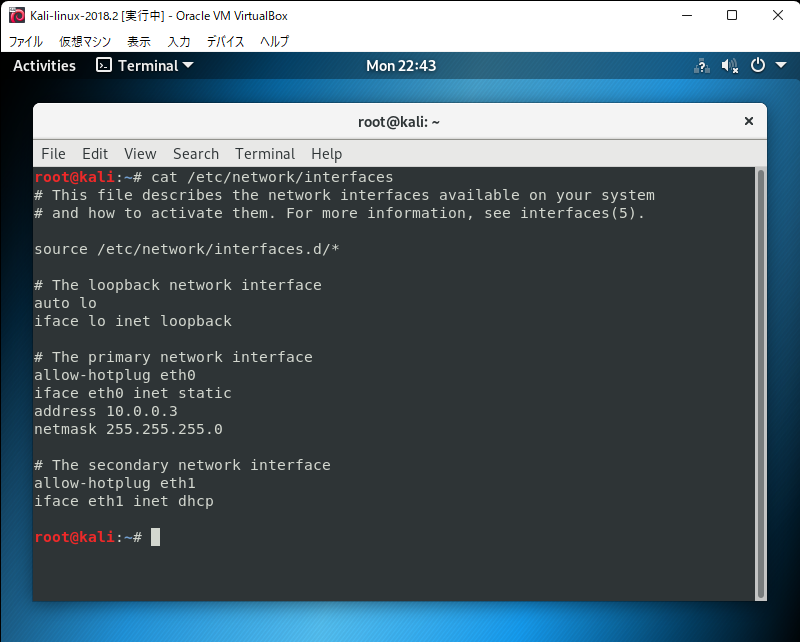 Kali-linux-2018.2 [実行中] - Oracle VM VirtualBox
ファイル 仮想マシン 表示 入力 デバイス ヘルプ
Activities Terminal Mon 22:43
root@kali: ~
File Edit View Search Terminal Help
root@kali:~# cat /etc/network/interfaces
# This file describes the network interfaces available on your system
# and how to activate them. For more information, see interfaces(5).
source /etc/network/interfaces.d/*
# The loopback network interface
auto lo
iface lo inet loopback
# The primary network interface
allow-hotplug eth0
iface eth0 inet static
address 10.0.0.3
netmask 255.255.255.0
# The secondary network interface
allow-hotplug eth1
iface eth1 inet dhcp
root@kali:~#